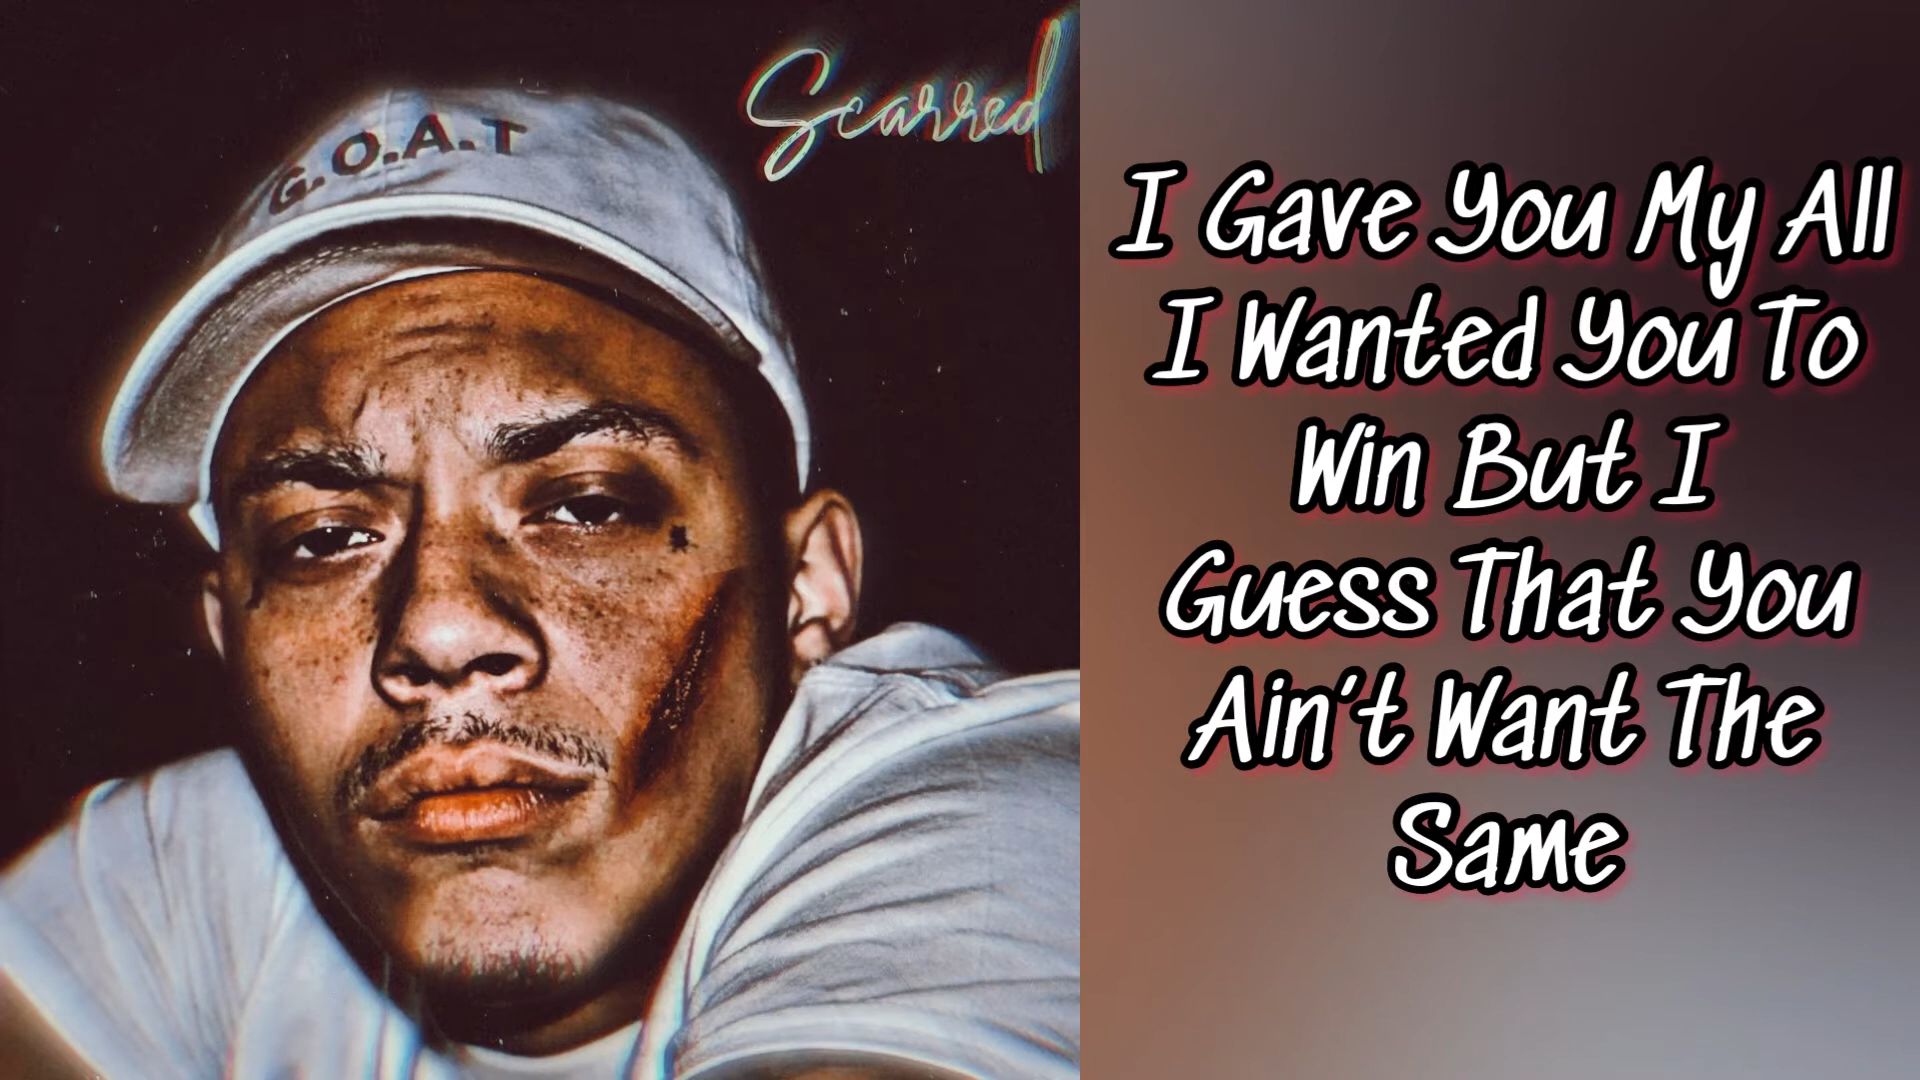 G.O.A.T
Scarred
I Gave You My All
I Wanted You To
Win But I
Guess That You
Ain't Want The
Same